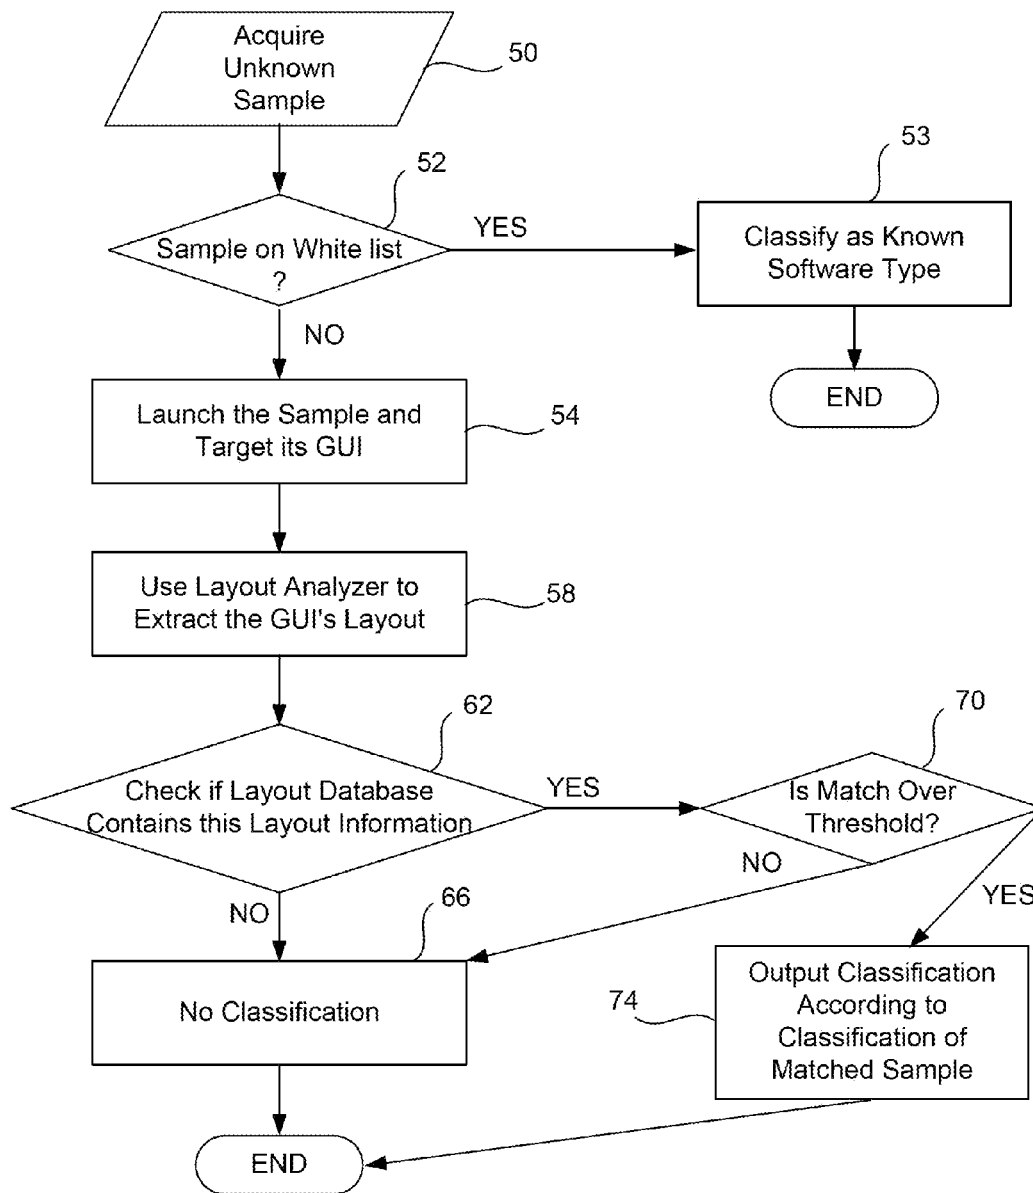 Acquire
Unknown
Sample
50
52
Sample on White list
?
YES
53
Classify as Known
Software Type
END
NO
Launch the Sample and
Target its GUI
54
Use Layout Analyzer to
Extract the GUI's Layout
58
62
Check if Layout Database
Contains this Layout Information
YES
70
Is Match Over
Threshold?
NO
YES
NO
66
No Classification
74
Output Classification
According to
Classification of
Matched Sample
END